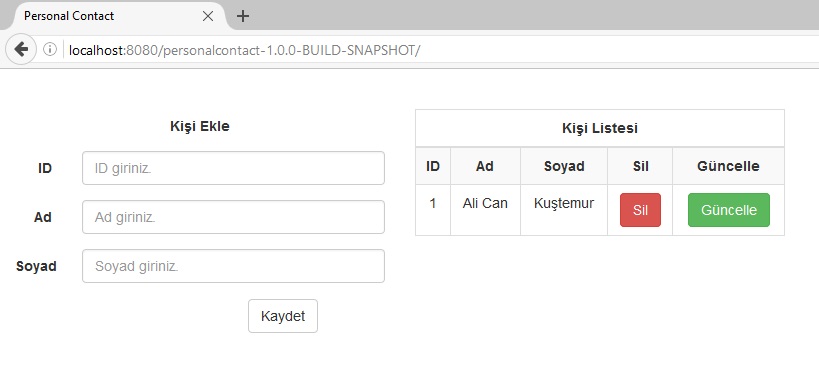 Personal Contact
localhost:8080/personalcontact-1.0.0-BUILD-SNAPSHOT/
Kişi Ekle
ID ID giriniz.
Ad Ad giriniz.
Soyad Soyad giriniz.
Kaydet
Kişi Listesi
ID Ad Soyad Sil Güncelle
1 Ali Can Kuştemur Sil Güncelle